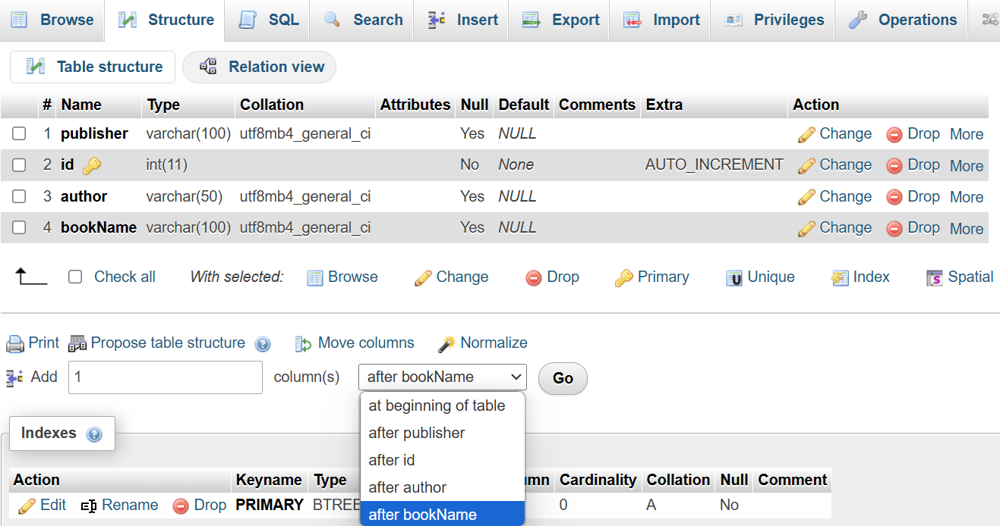 Browse Structure SQL Search Insert Export Import Privileges Operations
Table structure Relation view
# Name Type Collation Attributes Null Default Comments Extra Action
1 publisher varchar(100) utf8mb4_general_ci Yes NULL Change Drop More
2 id int(11) No None AUTO_INCREMENT Change Drop More
3 author varchar(50) utf8mb4_general_ci Yes NULL Change Drop More
4 bookName varchar(100) utf8mb4_general_ci Yes NULL Change Drop More
Check all With selected: Browse Change Drop Primary Unique Index Spatial
Print Propose table structure Move columns Normalize
Add 1 column(s) after bookName Go
at beginning of table
after publisher
after id
after author
after bookName
Indexes
Action Keyname Type Cardinality Collation Null Comment
Edit Rename Drop PRIMARY BTREE 0 A No